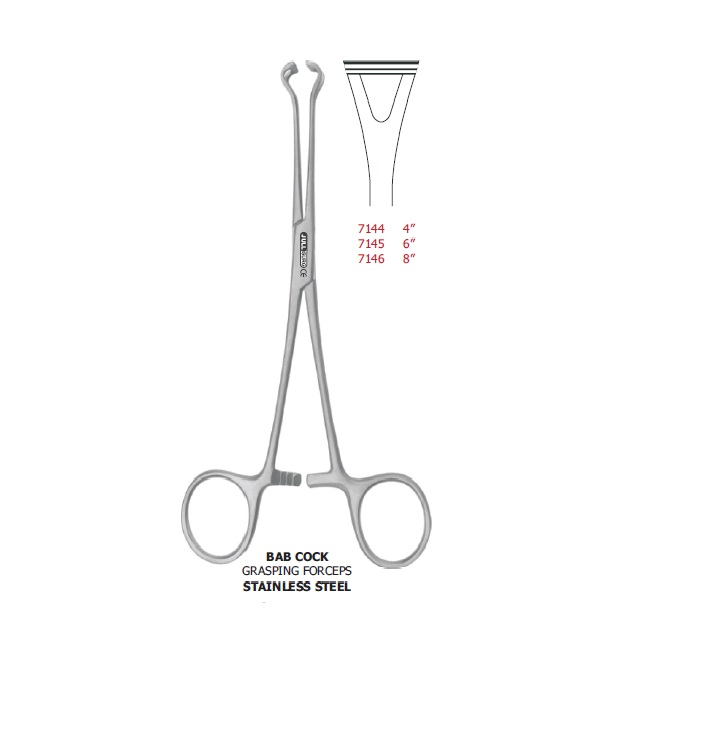 7144 4″
7145 6″
7146 8″
BAB COCK
GRASPING FORCEPS
STAINLESS STEEL